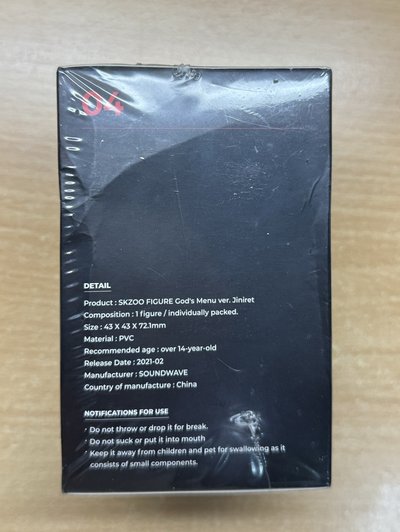 04
DETAIL
Product : SKZOO FIGURE God's Menu ver. Jiniret
Composition : 1 figure / individually packed.
Size : 43 X 43 X 72.1mm
Material : PVC
Recommended age : over 14-year-old
Release Date : 2021-02
Manufacturer : SOUNDWAVE
Country of manufacture : China
NOTIFICATIONS FOR USE
· Do not throw or drop it for break.
· Do not suck or put it into mouth
· Keep it away from children and pet for swallowing as it
consists of small components.